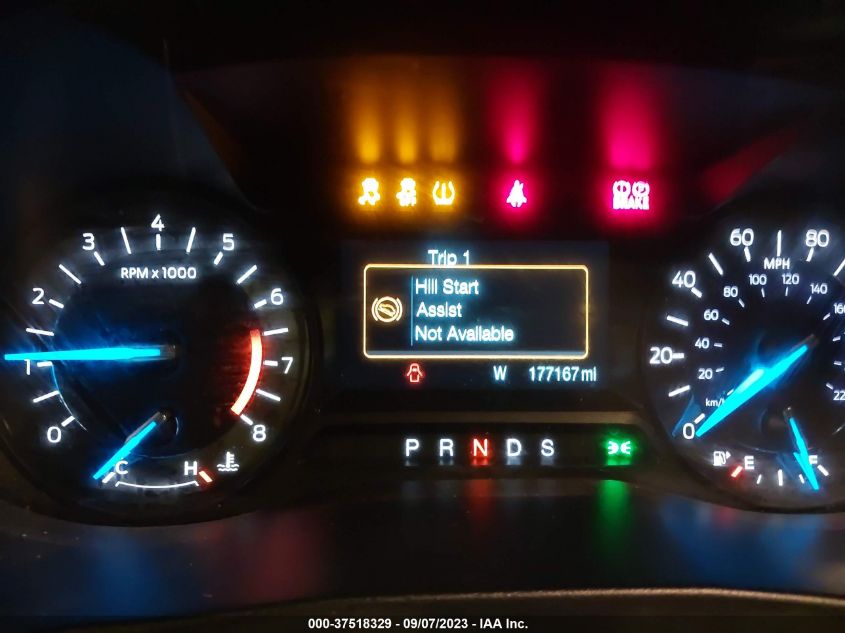 BRAKE
Trip 1
Hill Start
Assist
Not Available
W 177167 mi
P R N D S
0 1 2 3 4 5 6 7 8
RPM x 1000
C H
0 20 40 60 80
MPH
20 40 60 80 100 120 140
km/h
E F
000-37518329 - 09/07/2023 - IAA Inc.